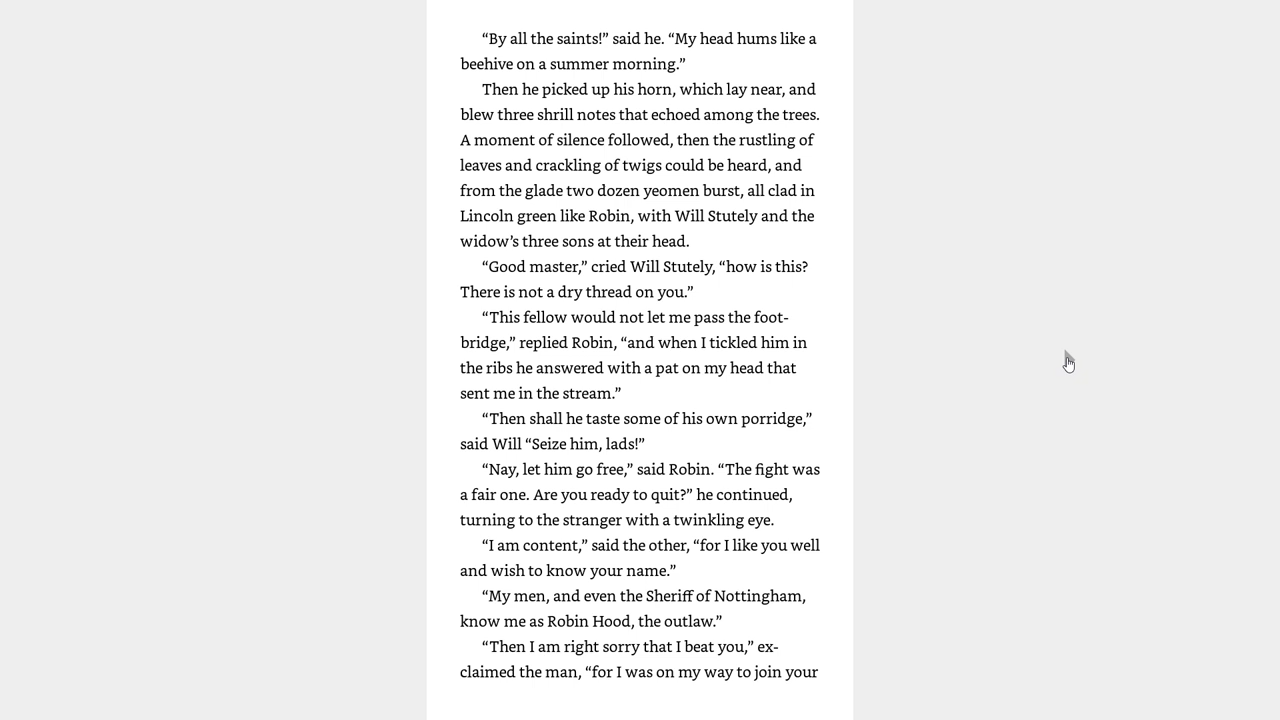 “By all the saints!” said he. “My head hums like a
beehive on a summer morning.”
Then he picked up his horn, which lay near, and
blew three shrill notes that echoed among the trees.
A moment of silence followed, then the rustling of
leaves and crackling of twigs could be heard, and
from the glade two dozen yeomen burst, all clad in
Lincoln green like Robin, with Will Stutely and the
widow’s three sons at their head.
“Good master,” cried Will Stutely, “how is this?
There is not a dry thread on you.”
“This fellow would not let me pass the foot-
bridge,” replied Robin, “and when I tickled him in
the ribs he answered with a pat on my head that
sent me in the stream.”
“Then shall he taste some of his own porridge,”
said Will “Seize him, lads!”
“Nay, let him go free,” said Robin. “The fight was
a fair one. Are you ready to quit?” he continued,
turning to the stranger with a twinkling eye.
“I am content,” said the other, “for I like you well
and wish to know your name.”
“My men, and even the Sheriff of Nottingham,
know me as Robin Hood, the outlaw.”
“Then I am right sorry that I beat you,” ex-
claimed the man, “for I was on my way to join your